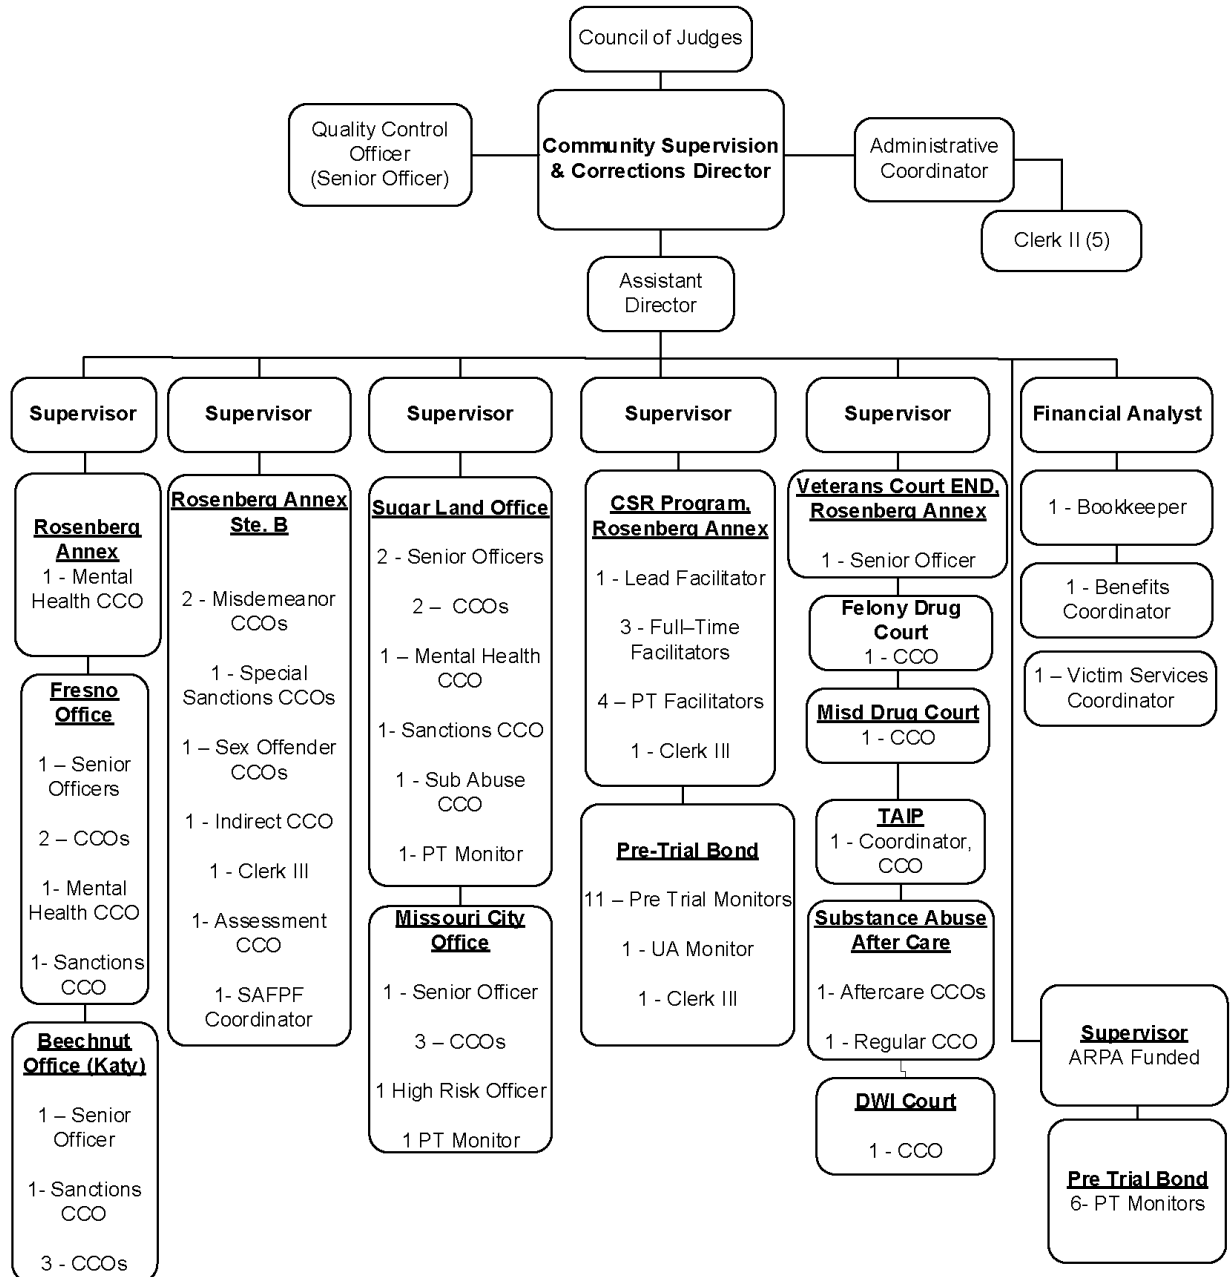 Council of Judges
Quality Control
Officer
(Senior Officer)
Community Supervision
& Corrections Director
Administrative
Coordinator
Clerk II (5)
Assistant
Director
Supervisor
Rosenberg
Annex
1 - Mental
Health CCO
Fresno
Office
1 – Senior
Officers
2 – CCOs
1- Mental
Health CCO
1- Sanctions
CCO
Beechnut
Office (Katy)
1 – Senior
Officer
1- Sanctions
CCO
3 - CCOs
Supervisor
Rosenberg Annex
Ste. B
2 - Misdemeanor
CCOs
1 - Special
Sanctions CCOs
1 – Sex Offender
CCOs
1 - Indirect CCO
1 - Clerk III
1- Assessment
CCO
1- SAFPF
Coordinator
Supervisor
Sugar Land Office
2 - Senior Officers
2 – CCOs
1 – Mental Health
CCO
1- Sanctions CCO
1 - Sub Abuse
CCO
1- PT Monitor
Missouri City
Office
1 - Senior Officer
3 – CCOs
1 High Risk Officer
1 PT Monitor
Supervisor
CSR Program,
Rosenberg Annex
1 - Lead Facilitator
3 - Full–Time
Facilitators
4 – PT Facilitators
1 - Clerk III
Pre-Trial Bond
11 – Pre Trial Monitors
1 - UA Monitor
1 - Clerk III
Supervisor
Veterans Court END,
Rosenberg Annex
1 - Senior Officer
Felony Drug
Court
1 - CCO
Misd Drug Court
1 - CCO
TAIP
1 - Coordinator,
CCO
Substance Abuse
After Care
1- Aftercare CCOs
1 - Regular CCO
DWI Court
1 - CCO
Financial Analyst
1 - Bookkeeper
1 - Benefits
Coordinator
1 – Victim Services
Coordinator
Supervisor
ARPA Funded
Pre Trial Bond
6- PT Monitors